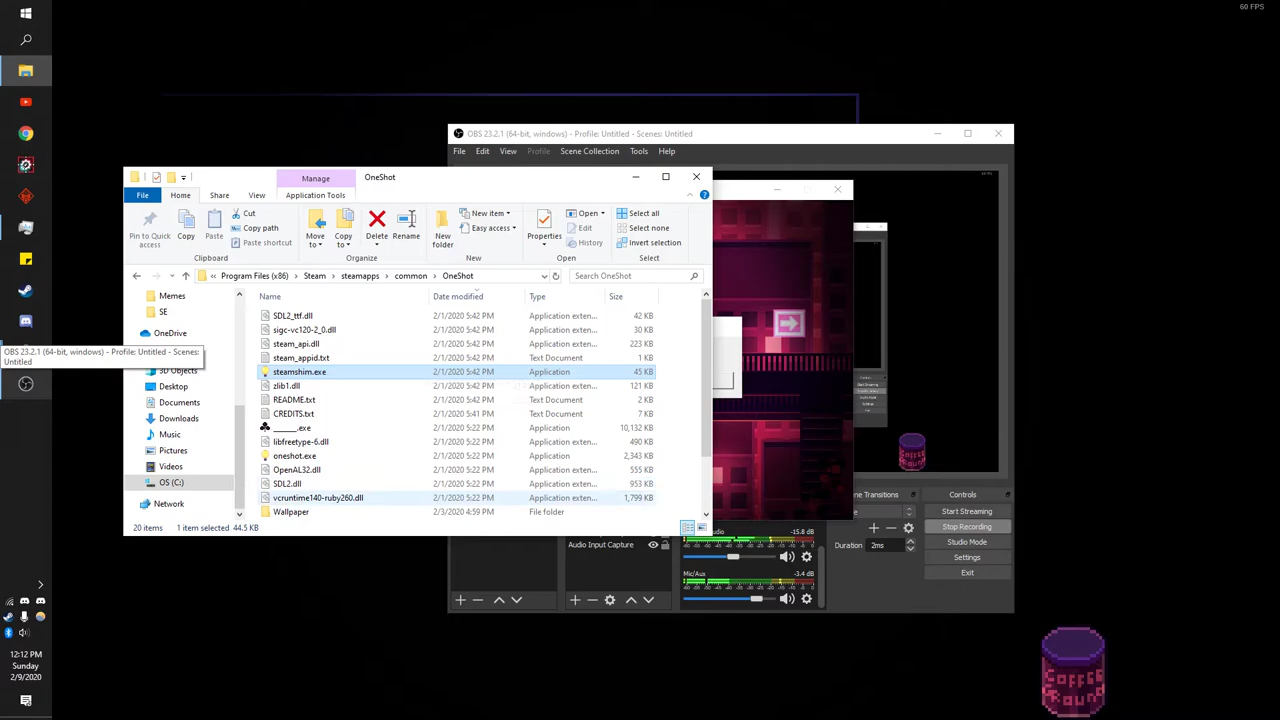 60 FPS
OBS 23.2.1 (64-bit, windows) - Profile: Untitled - Scenes: Untitled
File Edit View Profile Scene Collection Tools Help
Manage
OneShot
File Home Share View Application Tools
Pin to Quick access
Copy
Paste
Cut
Copy path
Paste shortcut
Clipboard
Move to
Copy to
Delete
Rename
Organize
New folder
New item
Easy access
New
Properties
Open
Edit
History
Open
Select all
Select none
Invert selection
Select
Program Files (x86) > Steam > steamapps > common > OneShot
Search OneShot
Memes
SE
OneDrive
3D Objects
Desktop
Documents
Downloads
Music
Pictures
Videos
OS (C:)
Network
Name Date modified Type Size
SDL2_ttf.dll 2/1/2020 5:42 PM Application exten... 42 KB
sigc-vc120-2_0.dll 2/1/2020 5:42 PM Application exten... 30 KB
steam_api.dll 2/1/2020 5:42 PM Application exten... 223 KB
steam_appid.txt 2/1/2020 5:42 PM Text Document 1 KB
steamshim.exe 2/1/2020 5:42 PM Application 45 KB
zlib1.dll 2/1/2020 5:42 PM Application exten... 121 KB
README.txt 2/1/2020 5:42 PM Text Document 2 KB
CREDITS.txt 2/1/2020 5:41 PM Text Document 7 KB
______.exe 2/1/2020 5:22 PM Application 10,132 KB
libfreetype-6.dll 2/1/2020 5:22 PM Application exten... 490 KB
oneshot.exe 2/1/2020 5:22 PM Application 2,343 KB
OpenAL32.dll 2/1/2020 5:22 PM Application exten... 555 KB
SDL2.dll 2/1/2020 5:22 PM Application exten... 953 KB
vcruntime140-ruby260.dll 2/1/2020 5:22 PM Application exten... 1,799 KB
Wallpaper 2/3/2020 4:59 PM File folder
20 items 1 item selected 44.5 KB
OBS 23.2.1 (64-bit, windows) - Profile: Untitled - Scenes:
Untitled
Audio Input Capture
-15.8 dB
Mic/Aux -3.4 dB
Transitions
Duration 2ms
Controls
Start Streaming
Stop Recording
Studio Mode
Settings
Exit
12:12 PM
Sunday
2/9/2020
Coffee
Ground